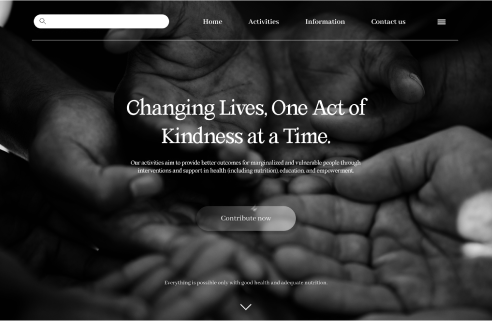 Home Activities Information Contact us
Changing Lives, One Act of
Kindness at a Time.
Our activities aim to provide better outcomes for marginalized and vulnerable people through
interventions and support in health (including nutrition), education, and empowerment.
Contribute now
Everything is possible only with good health and adequate nutrition.